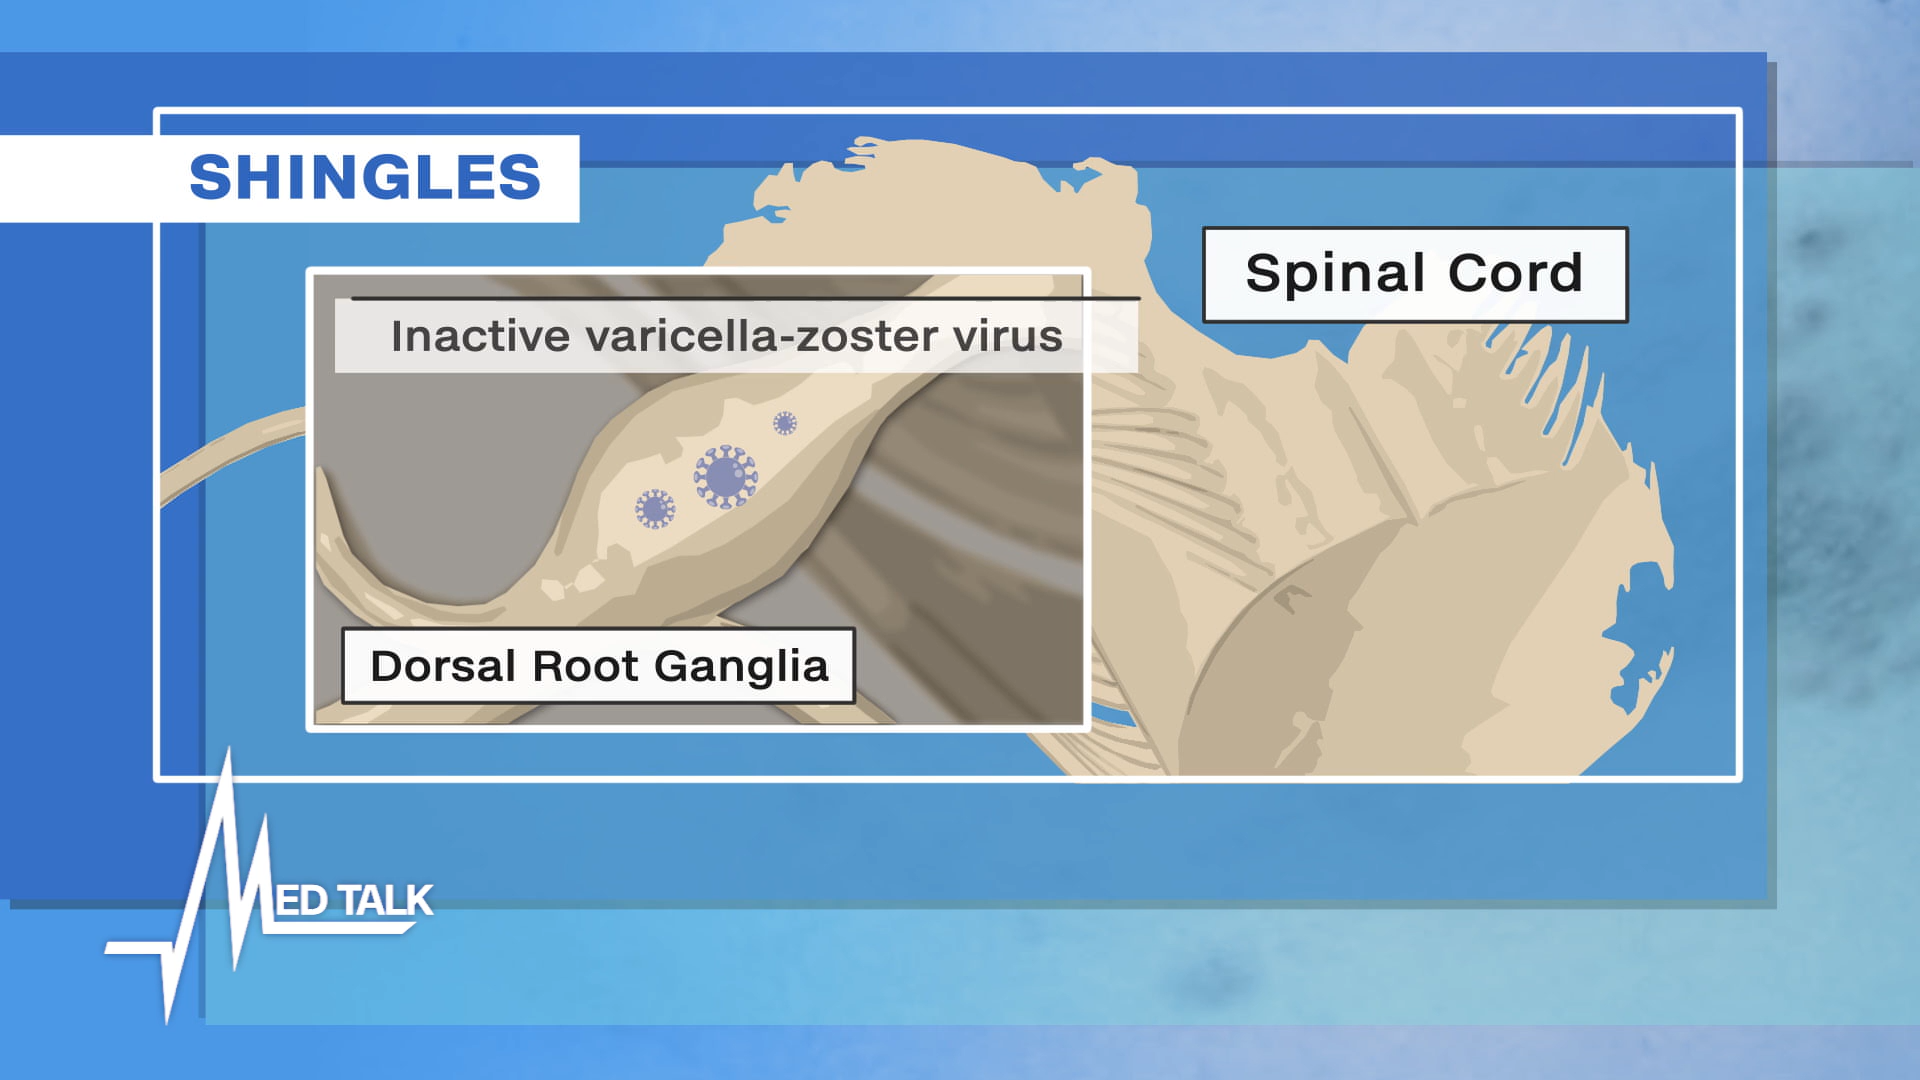 SHINGLES
Spinal Cord
Inactive varicella-zoster virus
Dorsal Root Ganglia
MED TALK